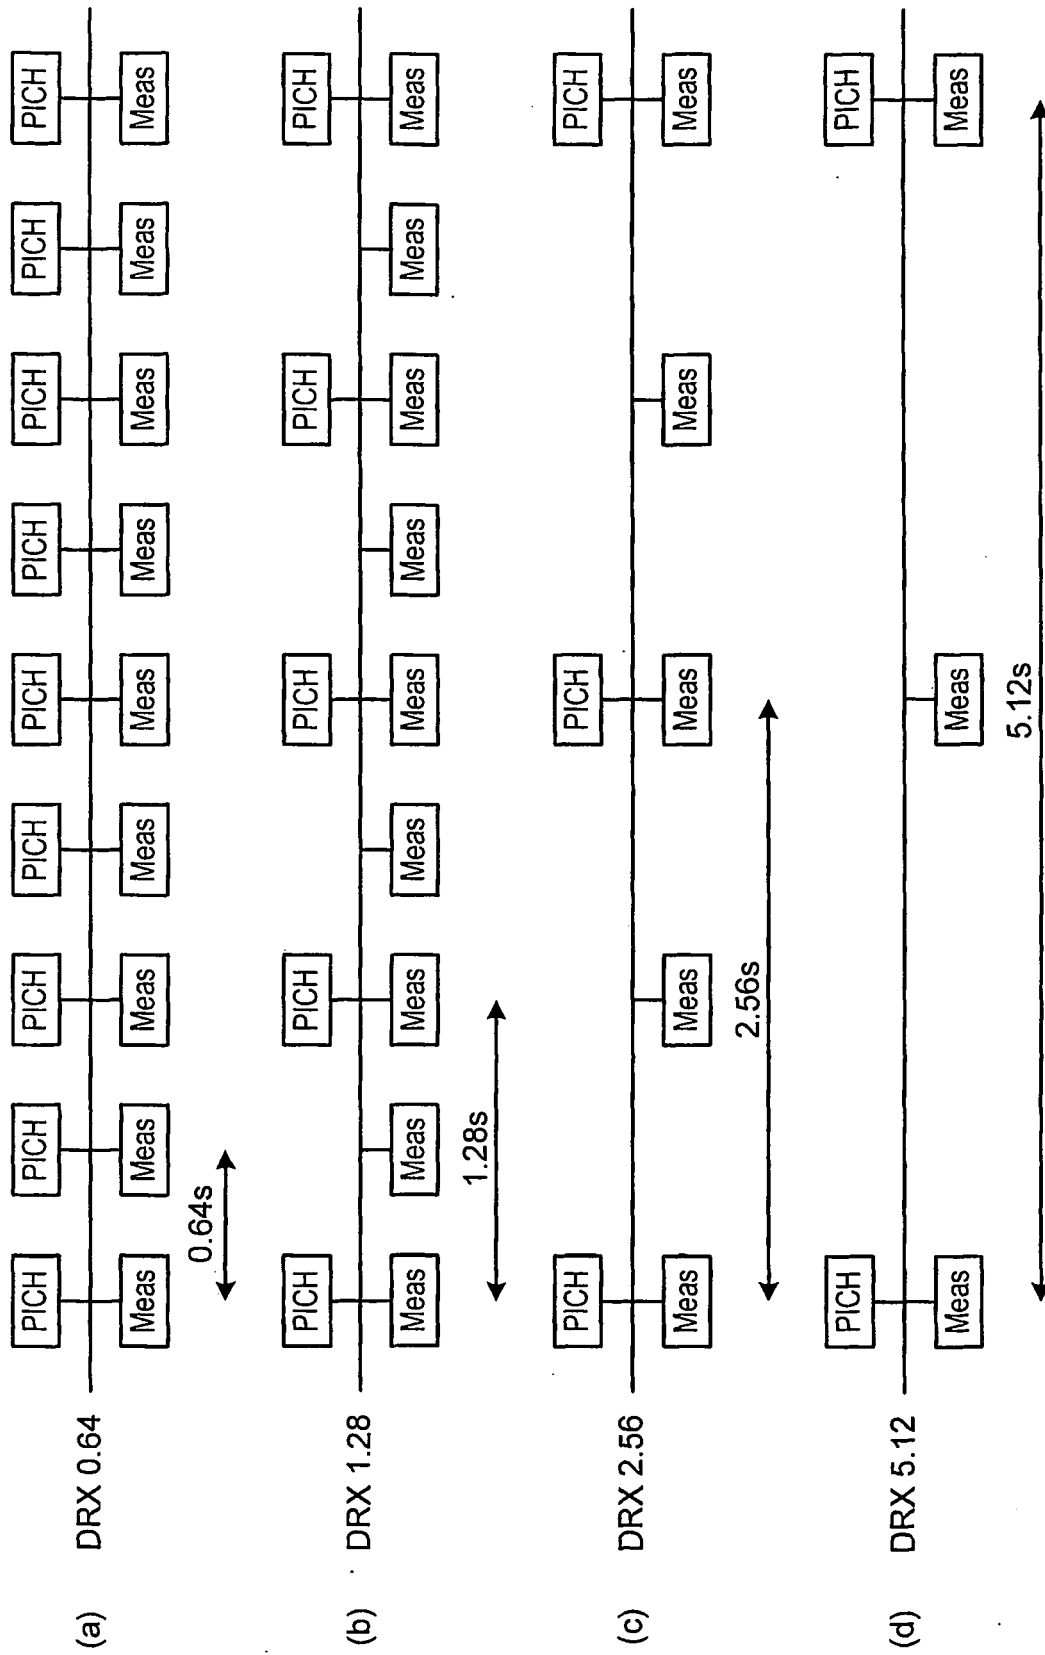 (a) DRX 0.64
PICH PICH PICH PICH PICH PICH PICH PICH PICH
Meas Meas Meas Meas Meas Meas Meas Meas Meas
0.64s
(b) DRX 1.28
PICH PICH PICH PICH PICH
Meas Meas Meas Meas Meas Meas Meas Meas Meas
1.28s
(c) DRX 2.56
PICH PICH PICH
Meas Meas Meas Meas Meas
2.56s
(d) DRX 5.12
PICH PICH
Meas Meas Meas
5.12s